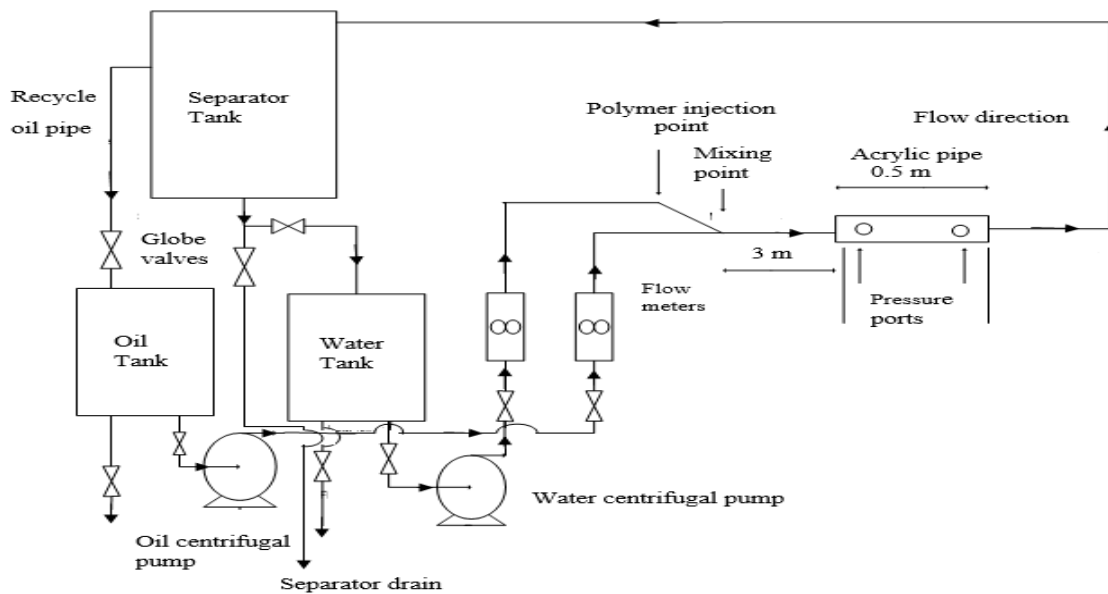 Separator
Tank
Recycle
oil pipe
Polymer injection
point
Mixing
point
Flow direction
Acrylic pipe
0.5 m
Globe
valves
3 m
Flow
meters
Pressure
ports
Oil
Tank
Water
Tank
Water centrifugal pump
Oil centrifugal
pump
Separator drain